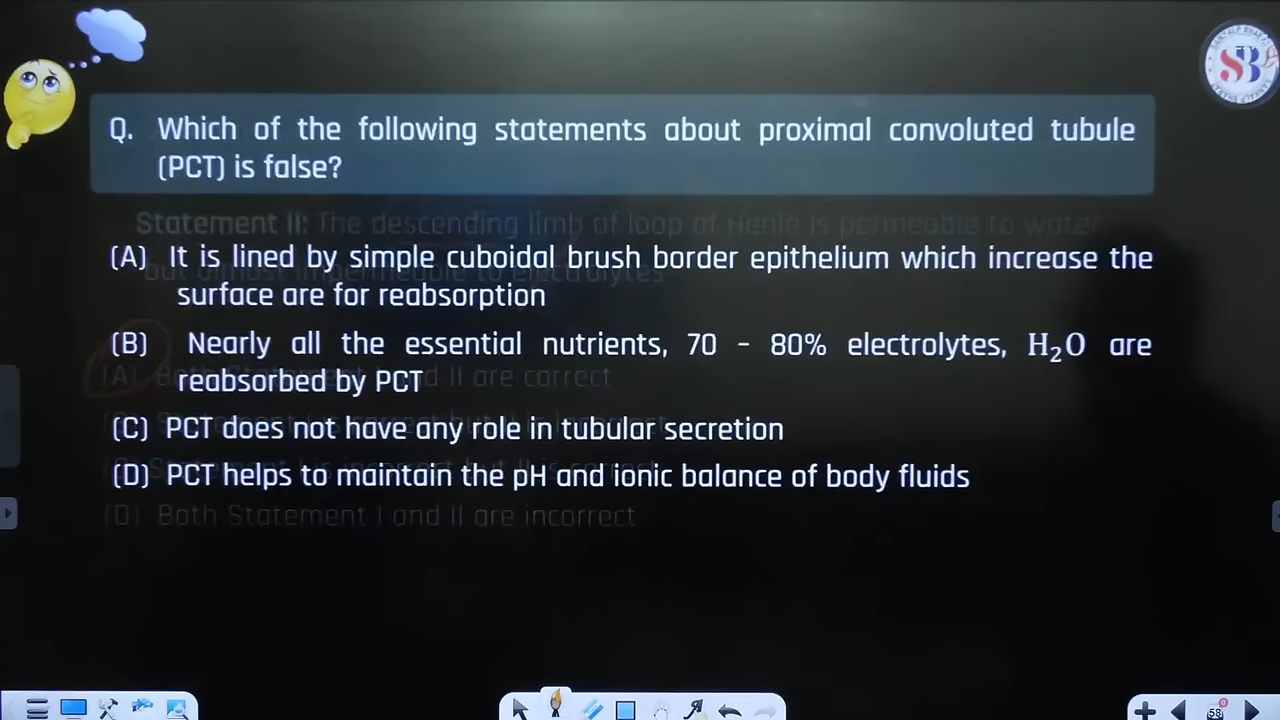 Q. Which of the following statements about proximal convoluted tubule
(PCT) is false?
Statement II: The descending limb of loop of Henle is permeable to water
(A) It is lined by simple cuboidal brush border epithelium which increase the
but almost impermeable to electrolytes
surface are for reabsorption
(B) Nearly all the essential nutrients, 70 - 80% electrolytes, H₂O are
(A) Both Statement I and II are correct
reabsorbed by PCT
(C) PCT does not have any role in tubular secretion
(D) PCT helps to maintain the pH and ionic balance of body fluids
(D) Both Statement I and II are incorrect
SB
58